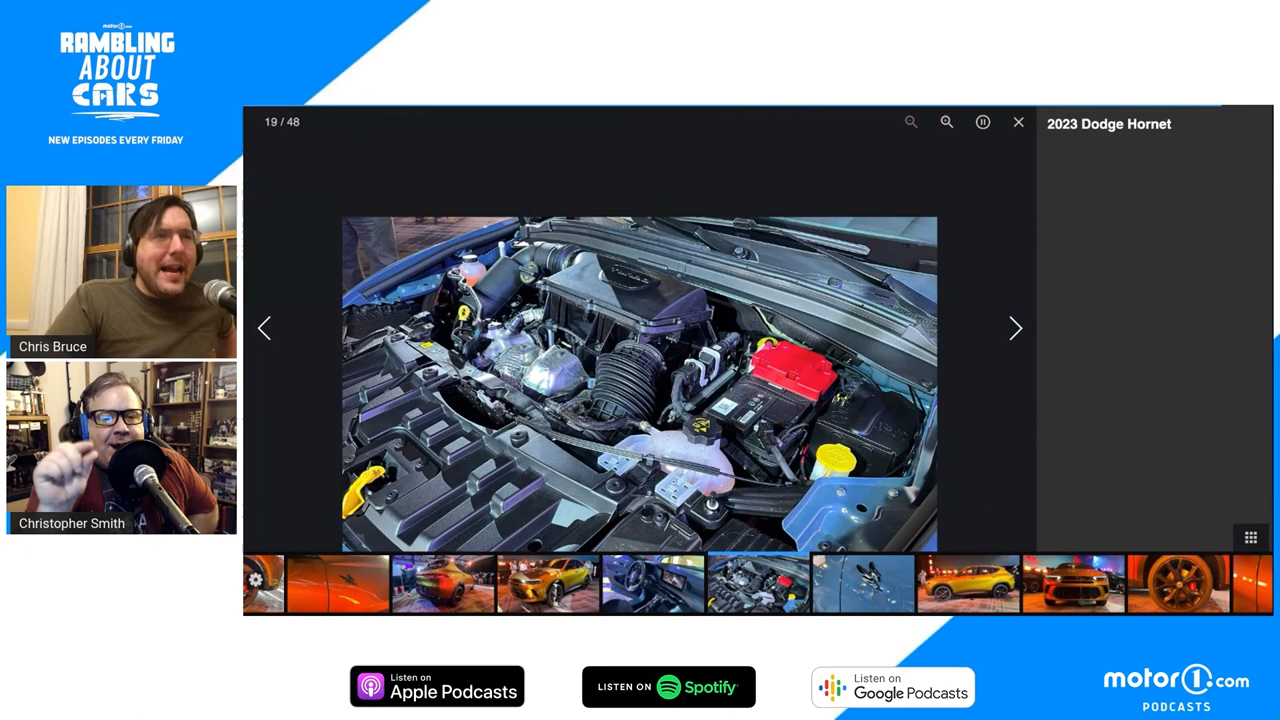 motor1.com
RAMBLING
ABOUT
CARS
NEW EPISODES EVERY FRIDAY
19 / 48
2023 Dodge Hornet
Chris Bruce
Christopher Smith
Listen on
Apple Podcasts
LISTEN ON Spotify
Listen on
Google Podcasts
motor1.com
PODCASTS